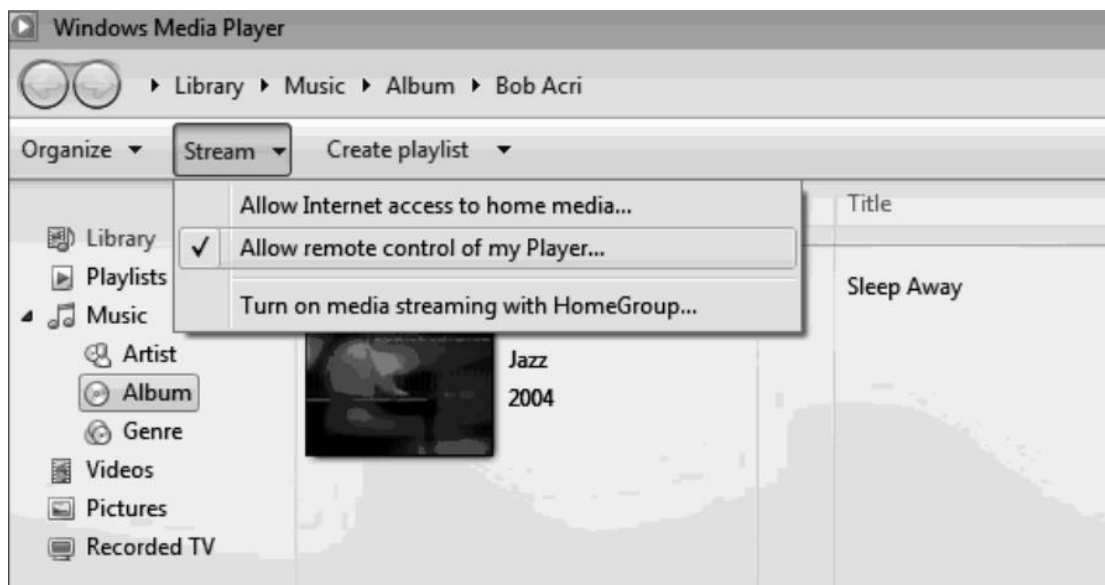 Windows Media Player
Library Music Album Bob Acri
Organize Stream Create playlist
Allow Internet access to home media...
Allow remote control of my Player...
Turn on media streaming with HomeGroup...
Library
Playlists
Music
Artist
Album
Genre
Videos
Pictures
Recorded TV
Jazz
2004
Title
Sleep Away